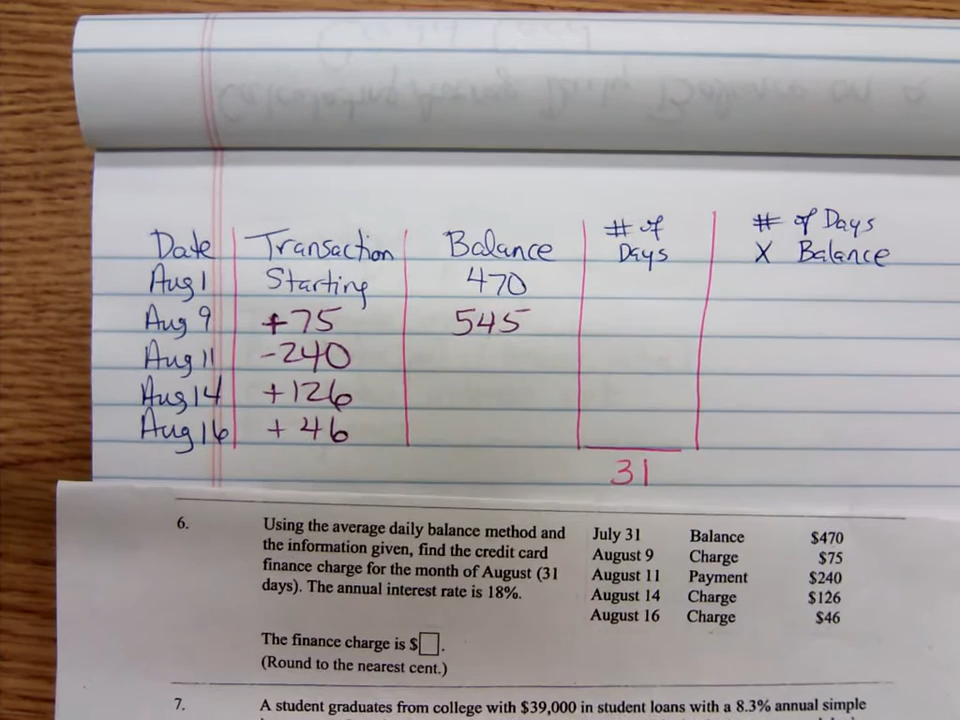 Date Transaction Balance # of Days # of Days X Balance
Aug 1 Starting 470
Aug 9 +75 545
Aug 11 -240
Aug 14 +126
Aug 16 + 46
31
6. Using the average daily balance method and
the information given, find the credit card
finance charge for the month of August (31
days). The annual interest rate is 18%.
July 31 Balance $470
August 9 Charge $75
August 11 Payment $240
August 14 Charge $126
August 16 Charge $46
The finance charge is $ .
(Round to the nearest cent.)
7. A student graduates from college with $39,000 in student loans with a 8.3% annual simple